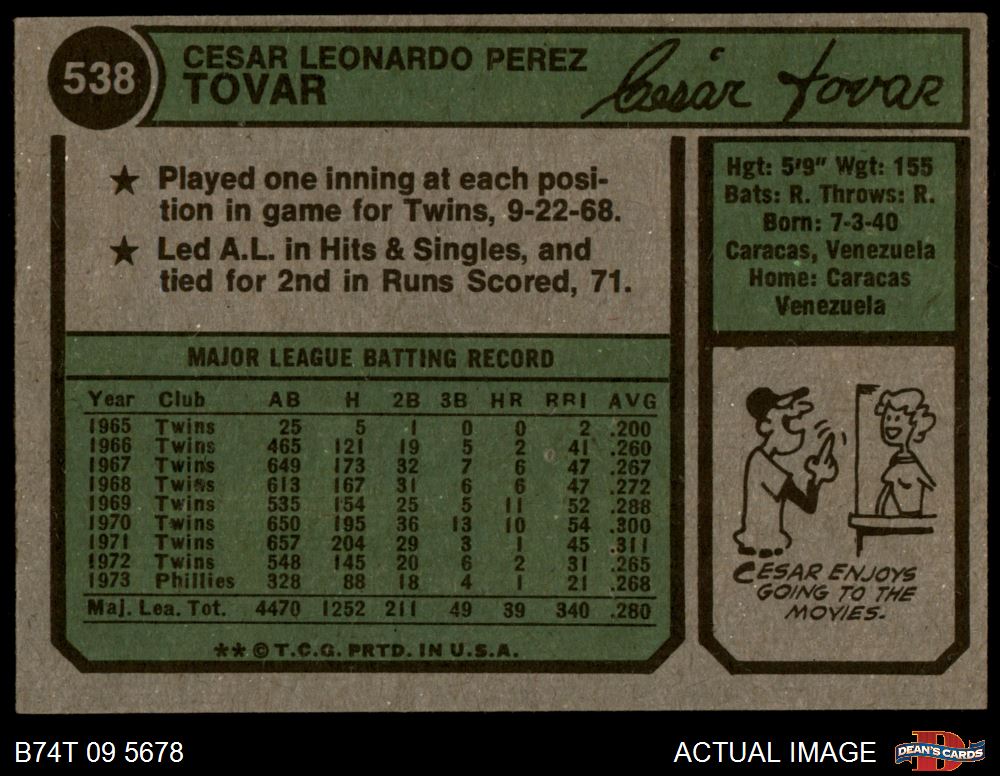 538
CESAR LEONARDO PEREZ
TOVAR
Cesár Tovar
★ Played one inning at each posi-
tion in game for Twins, 9-22-68.
★ Led A.L. in Hits & Singles, and
tied for 2nd in Runs Scored, 71.
Hgt: 5'9" Wgt: 155
Bats: R. Throws: R.
Born: 7-3-40
Caracas, Venezuela
Home: Caracas
Venezuela
MAJOR LEAGUE BATTING RECORD
Year Club AB H 2B 3B HR RBI AVG
1965 Twins 25 5 1 0 0 2 .200
1966 Twins 465 121 19 5 2 41 .260
1967 Twins 649 173 32 7 6 47 .267
1968 Twins 613 167 31 6 6 47 .272
1969 Twins 535 154 25 5 11 52 .288
1970 Twins 650 195 36 13 10 54 .300
1971 Twins 657 204 29 3 1 45 .311
1972 Twins 548 145 20 6 2 31 .265
1973 Phillies 328 88 18 4 1 21 .268
Maj. Lea. Tot. 4470 1252 211 49 39 340 .280
**© T.C.G. PRTD. IN U.S.A.
CESAR ENJOYS
GOING TO THE
MOVIES.
B74T 09 5678
ACTUAL IMAGE
DEAN'S CARDS